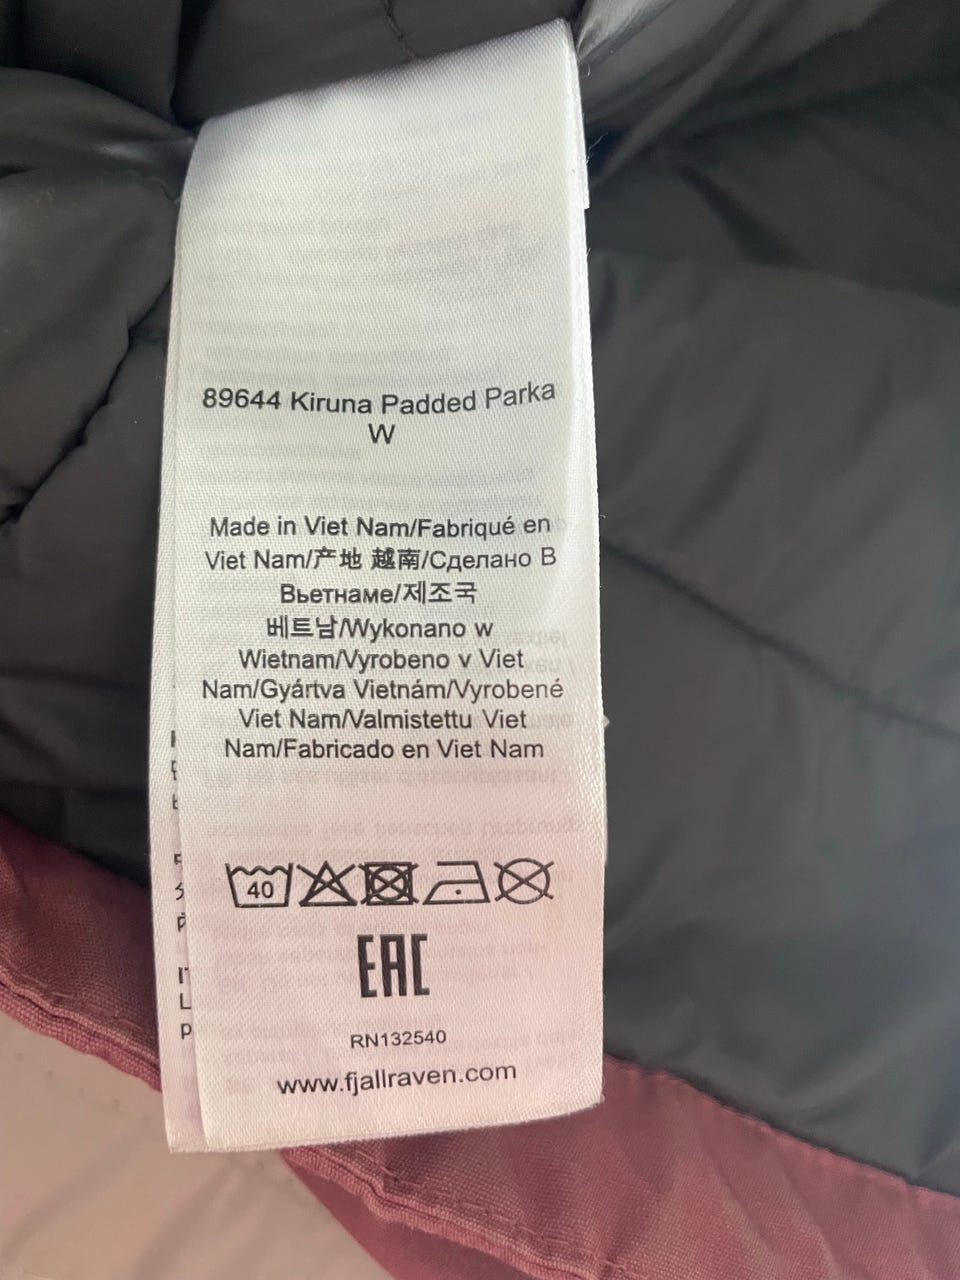 89644 Kiruna Padded Parka
W
Made in Viet Nam/Fabriqué en
Viet Nam/产地 越南/Сделано В
Вьетнаме/제조국
베트남/Wykonano w
Wietnam/Vyrobeno v Viet
Nam/Gyártva Vietnám/Vyrobené
Viet Nam/Valmistettu Viet
Nam/Fabricado en Viet Nam
40
EAC
RN132540
www.fjallraven.com